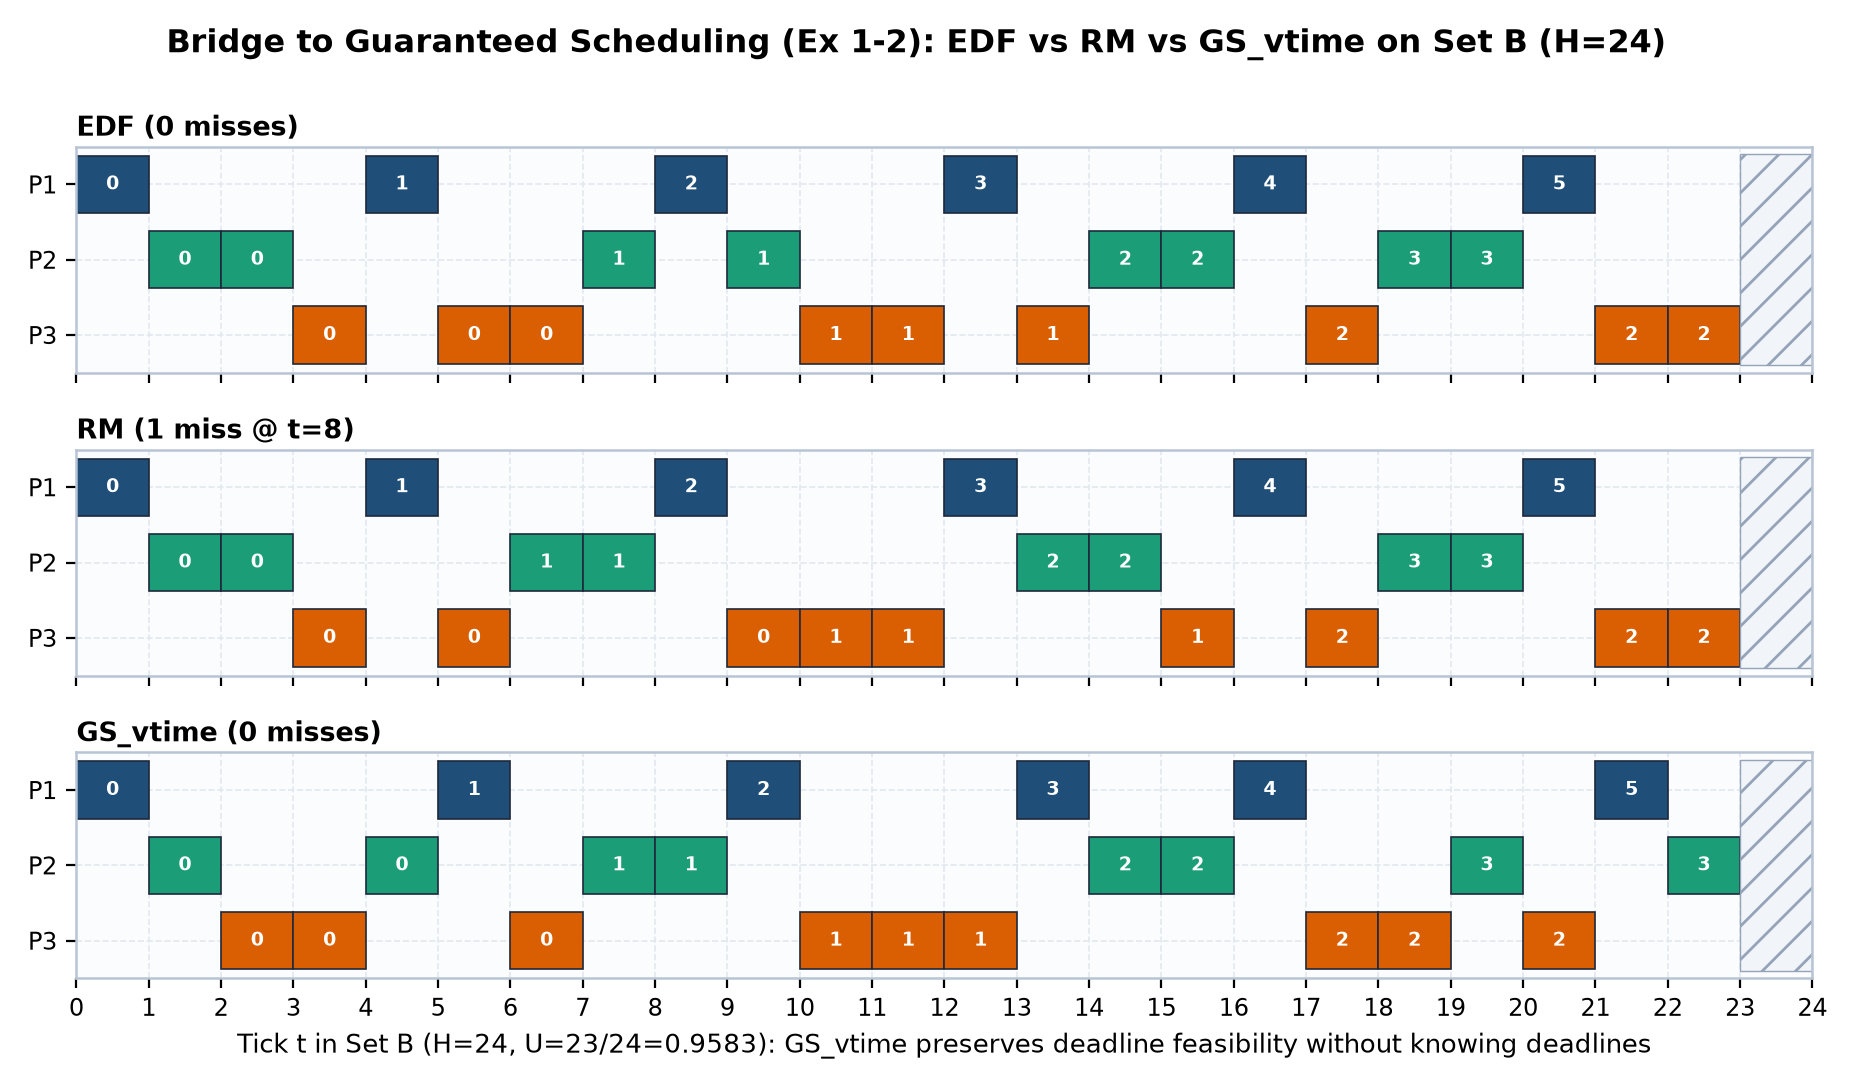 Bridge to Guaranteed Scheduling (Ex 1-2): EDF vs RM vs GS_vtime on Set B (H=24)
EDF (0 misses)
P1 0 1 2 3 4 5
P2 0 0 1 1 2 2 3 3
P3 0 0 0 1 1 1 2 2 2
RM (1 miss @ t=8)
P1 0 1 2 3 4 5
P2 0 0 1 1 2 2 3 3
P3 0 0 0 1 1 1 2 2 2
GS_vtime (0 misses)
P1 0 1 2 3 4 5
P2 0 0 1 1 2 2 3 3
P3 0 0 0 1 1 1 2 2 2
0 1 2 3 4 5 6 7 8 9 10 11 12 13 14 15 16 17 18 19 20 21 22 23 24
Tick t in Set B (H=24, U=23/24=0.9583): GS_vtime preserves deadline feasibility without knowing deadlines